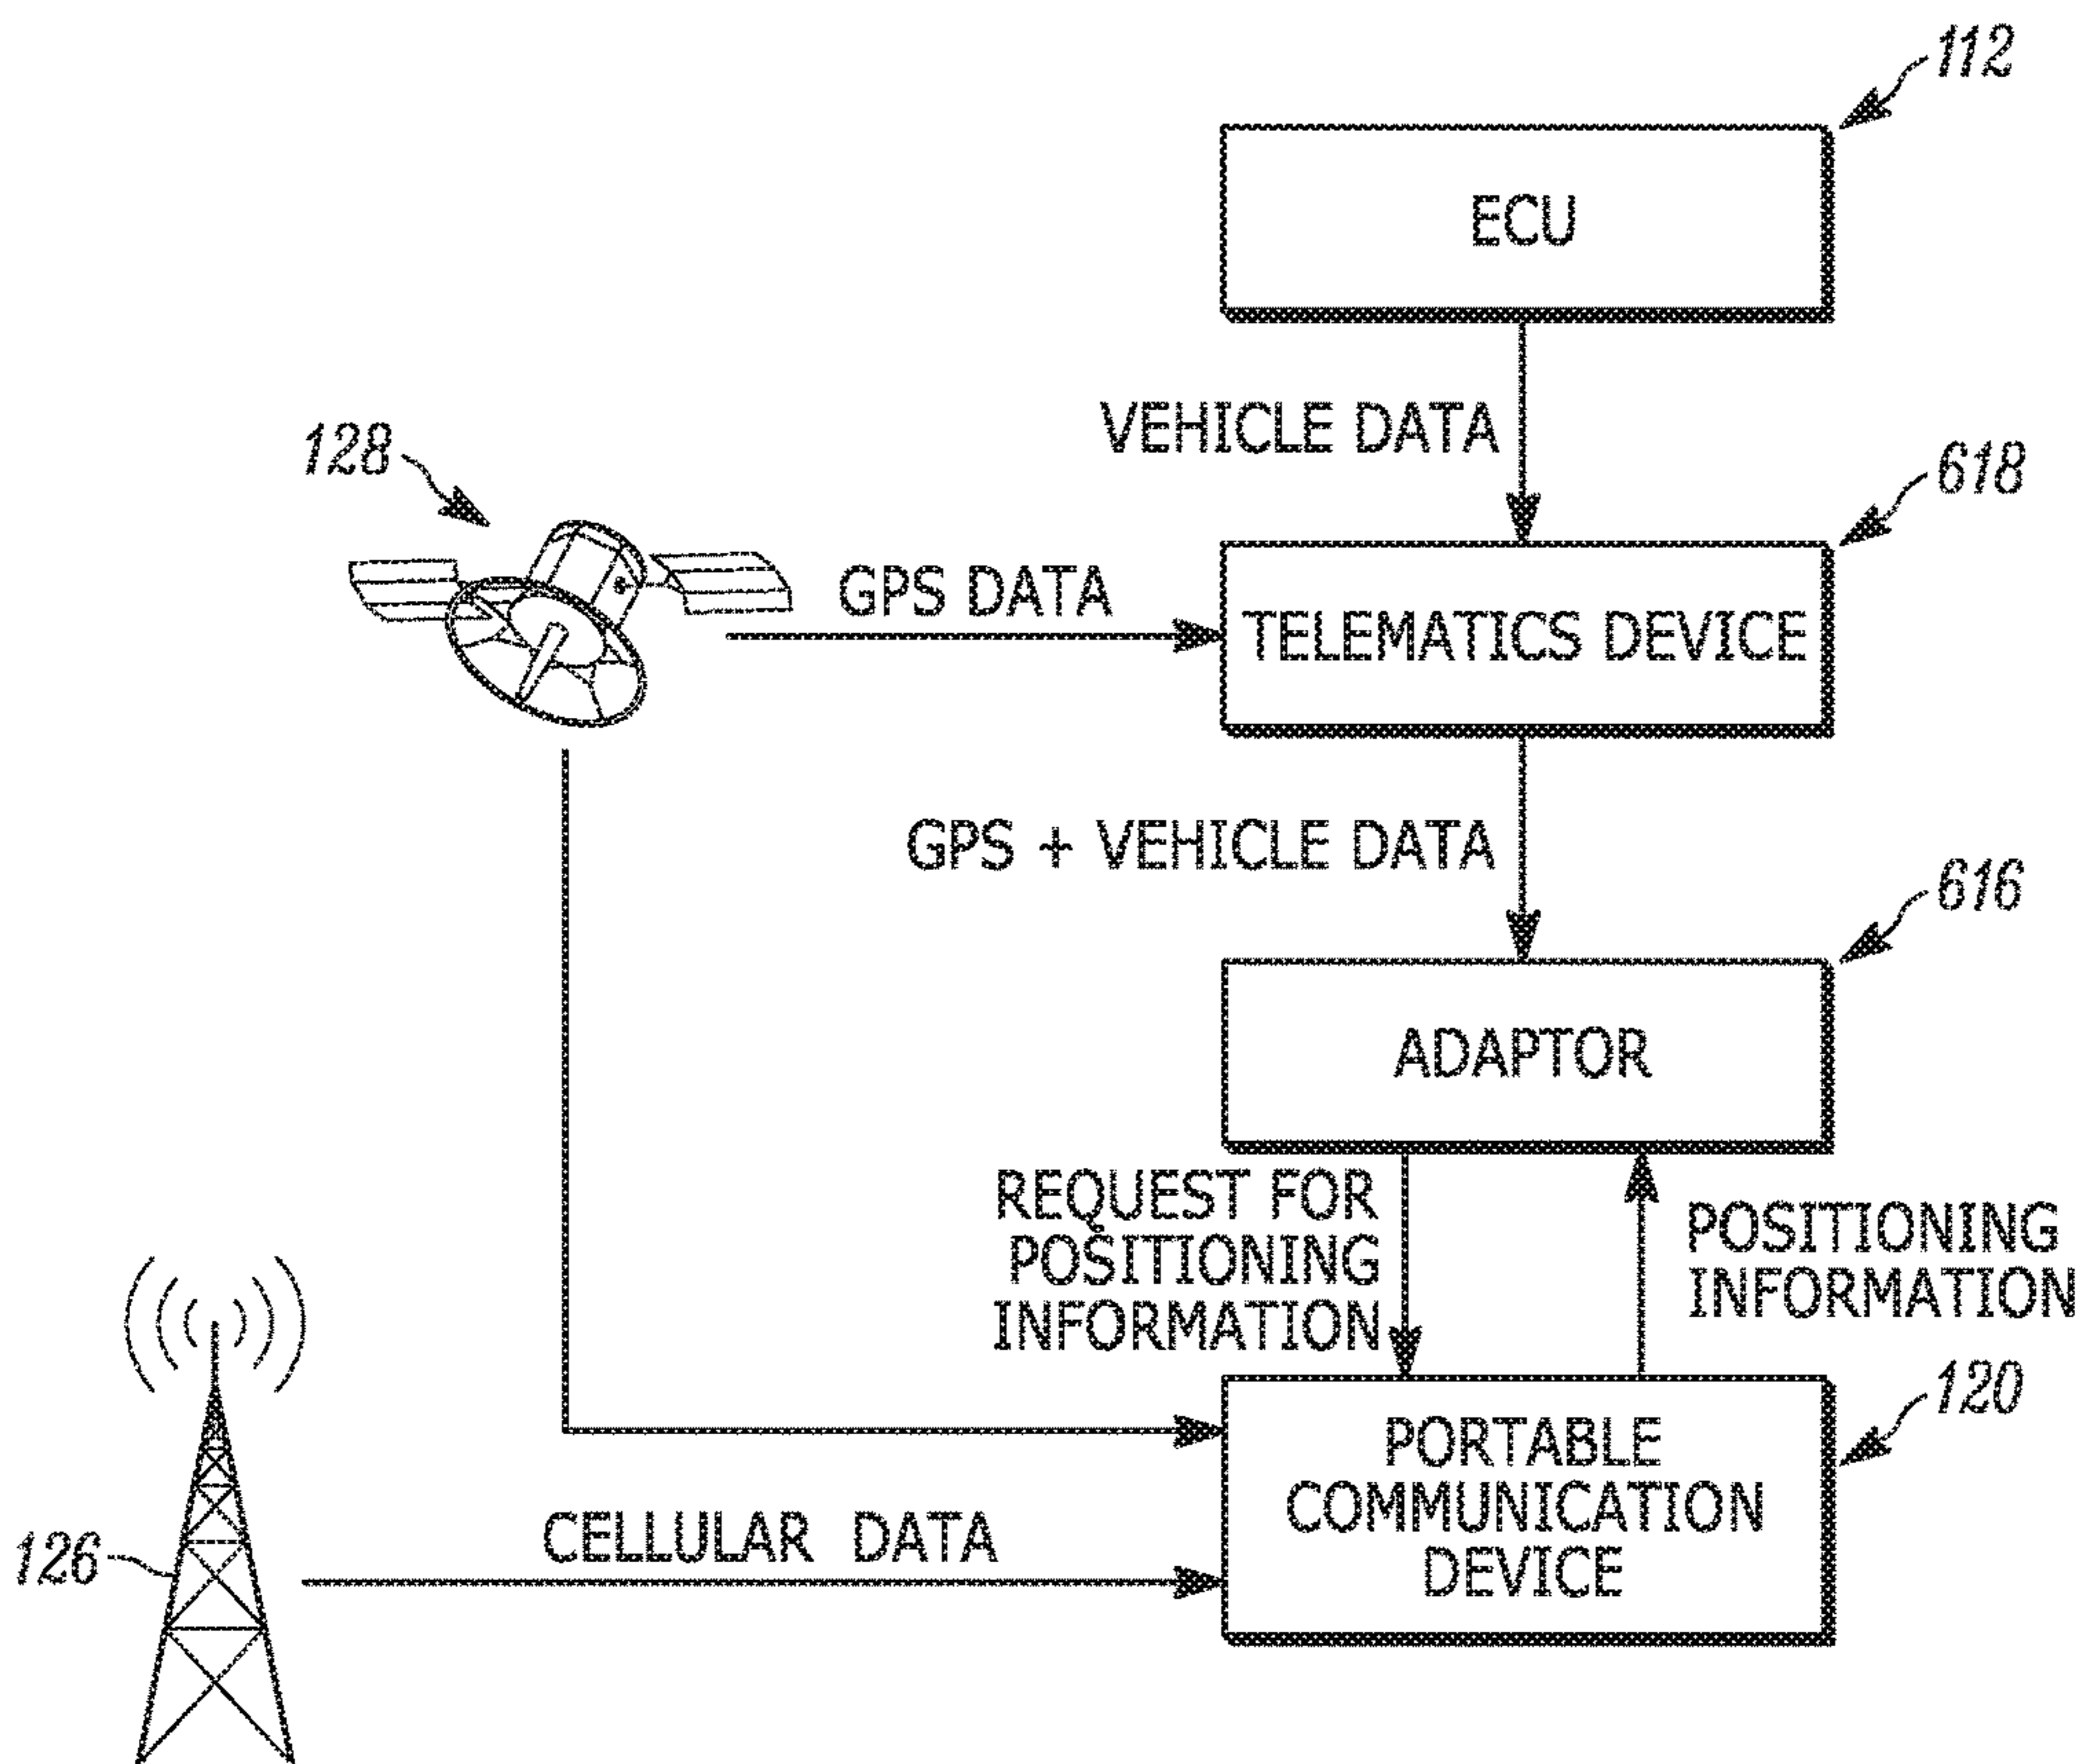 112
ECU
VEHICLE DATA
128
618
GPS DATA
TELEMATICS DEVICE
GPS + VEHICLE DATA
616
ADAPTOR
REQUEST FOR
POSITIONING
INFORMATION
POSITIONING
INFORMATION
120
PORTABLE
COMMUNICATION
DEVICE
CELLULAR DATA
126